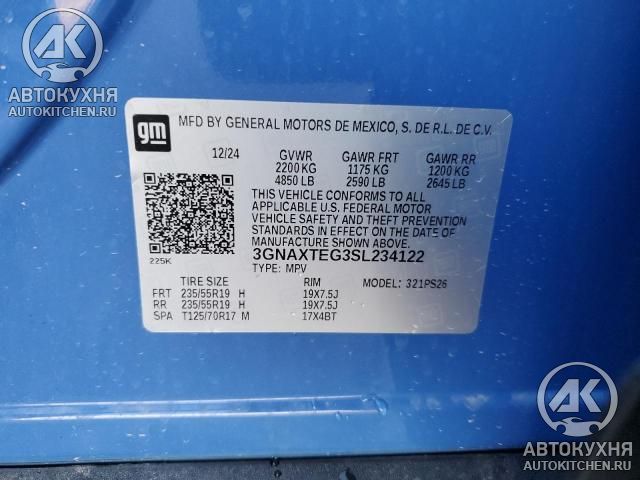 AK
АВТОКУХНЯ
AUTOKITCHEN.RU
gm
MFD BY GENERAL MOTORS DE MEXICO, S. DE R.L. DE C.V.
12/24 GVWR GAWR FRT GAWR RR
2200 KG 1175 KG 1200 KG
4850 LB 2590 LB 2645 LB
THIS VEHICLE CONFORMS TO ALL
APPLICABLE U.S. FEDERAL MOTOR
VEHICLE SAFETY AND THEFT PREVENTION
STANDARDS IN EFFECT ON THE DATE OF
MANUFACTURE SHOWN ABOVE.
225K 3GNAXTEG3SL234122
TYPE: MPV
TIRE SIZE RIM MODEL: 321PS26
FRT 235/55R19 H 19X7.5J
RR 235/55R19 H 19X7.5J
SPA T125/70R17 M 17X4BT
AK
АВТОКУХНЯ
AUTOKITCHEN.RU